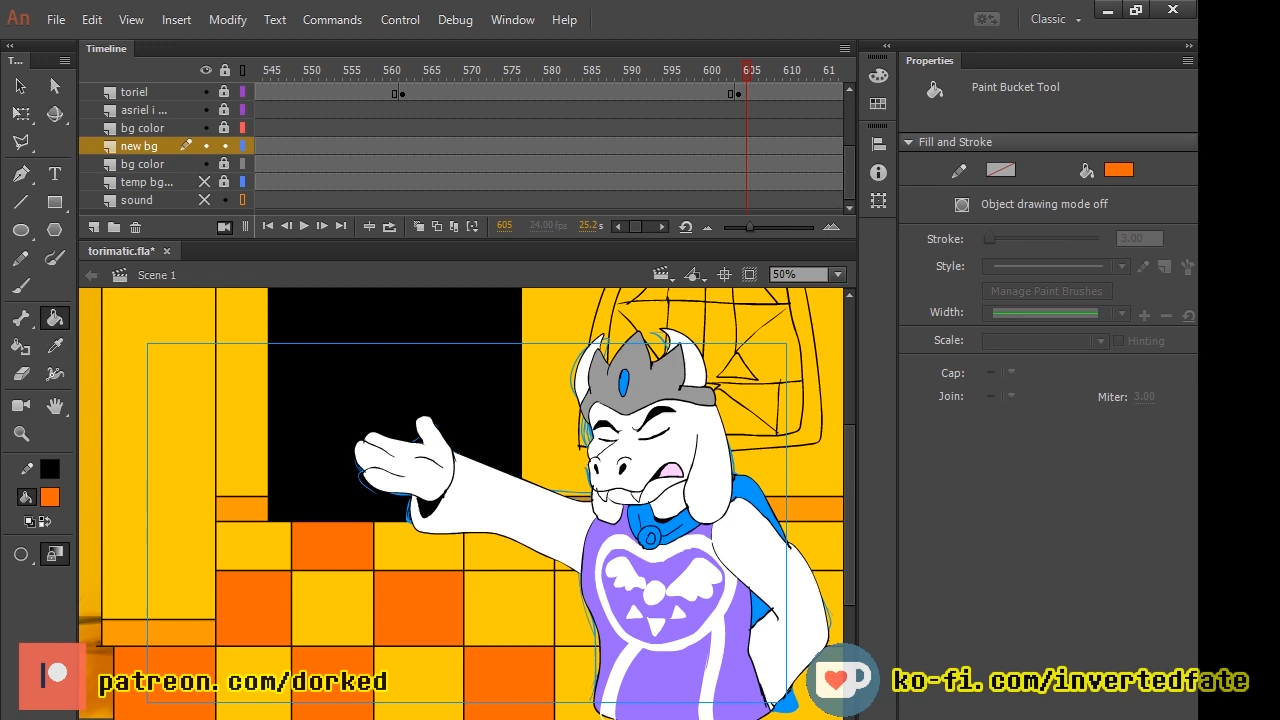 An File Edit View Insert Modify Text Commands Control Debug Window Help Classic
T... Timeline Properties
545 550 555 560 565 570 575 580 585 590 595 600 605 610 61
Paint Bucket Tool
toriel
asriel i ...
bg color
new bg
bg color
temp bg...
sound
605 24.00 fps 25.2 s
torimatic.fla*
Scene 1
50%
Fill and Stroke
Object drawing mode off
Stroke: 3.00
Style:
Manage Paint Brushes
Width:
Scale: Hinting
Cap:
Join: Miter: 3.00
patreon.com/dorked
ko-fi.com/invertedfate